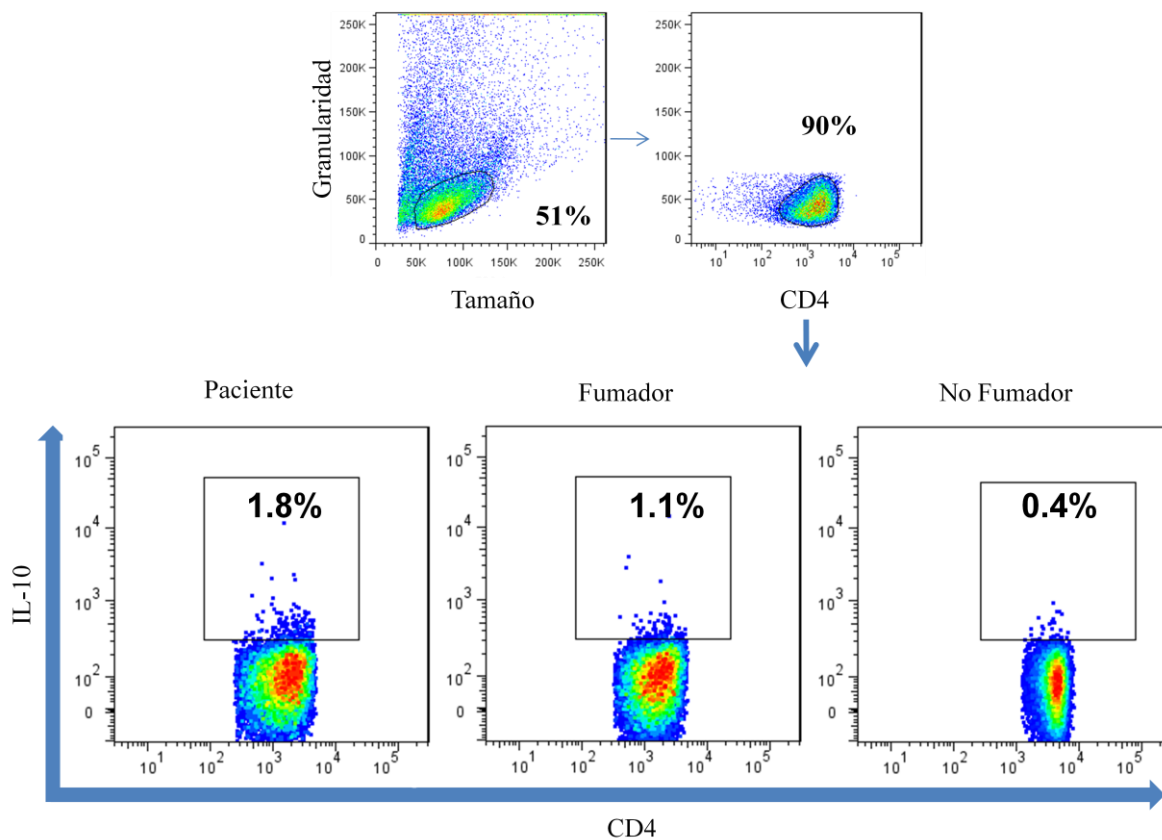 250K
200K
150K
100K
50K
0
Granularidad
51%
0 50K 100K 150K 200K 250K
Tamaño
250K
200K
150K
100K
50K
0
90%
10¹ 10² 10³ 10⁴ 10⁵
CD4
Paciente
Fumador
No Fumador
IL-10
10⁵
10⁴
10³
10²
0
1.8%
10¹ 10² 10³ 10⁴ 10⁵
10⁵
10⁴
10³
10²
0
1.1%
10¹ 10² 10³ 10⁴ 10⁵
10⁵
10⁴
10³
10²
0
0.4%
10¹ 10² 10³ 10⁴ 10⁵
CD4